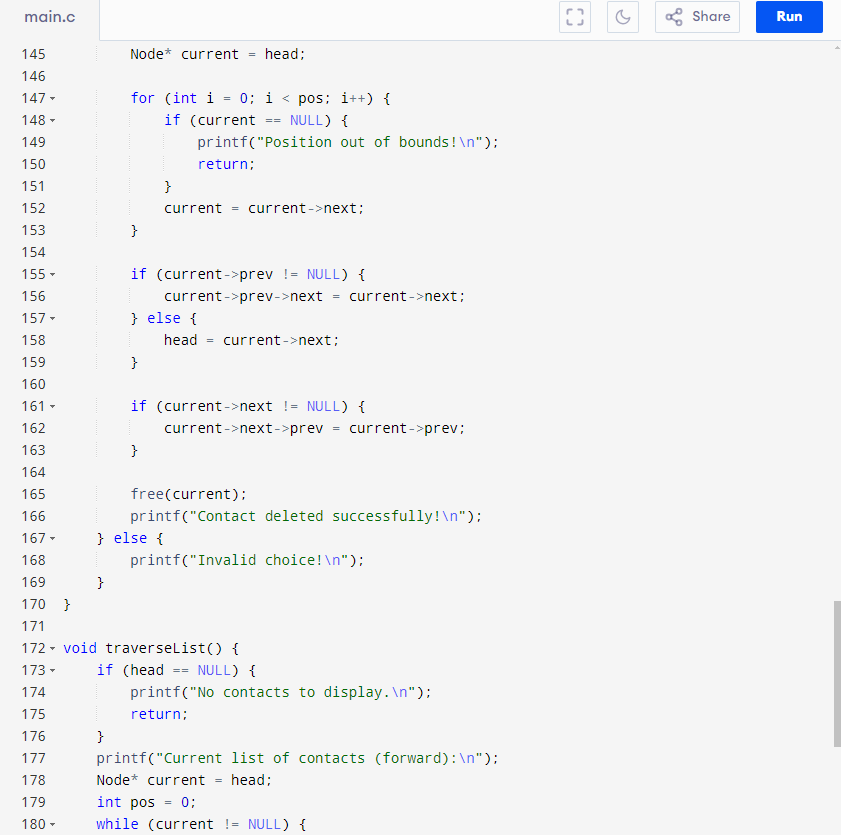 main.c
Share
Run
145         Node* current = head;
146
147         for (int i = 0; i < pos; i++) {
148             if (current == NULL) {
149                 printf("Position out of bounds!\n");
150                 return;
151             }
152             current = current->next;
153         }
154
155         if (current->prev != NULL) {
156             current->prev->next = current->next;
157         } else {
158             head = current->next;
159         }
160
161         if (current->next != NULL) {
162             current->next->prev = current->prev;
163         }
164
165         free(current);
166         printf("Contact deleted successfully!\n");
167     } else {
168         printf("Invalid choice!\n");
169     }
170 }
171
172 void traverseList() {
173     if (head == NULL) {
174         printf("No contacts to display.\n");
175         return;
176     }
177     printf("Current list of contacts (forward):\n");
178     Node* current = head;
179     int pos = 0;
180     while (current != NULL) {